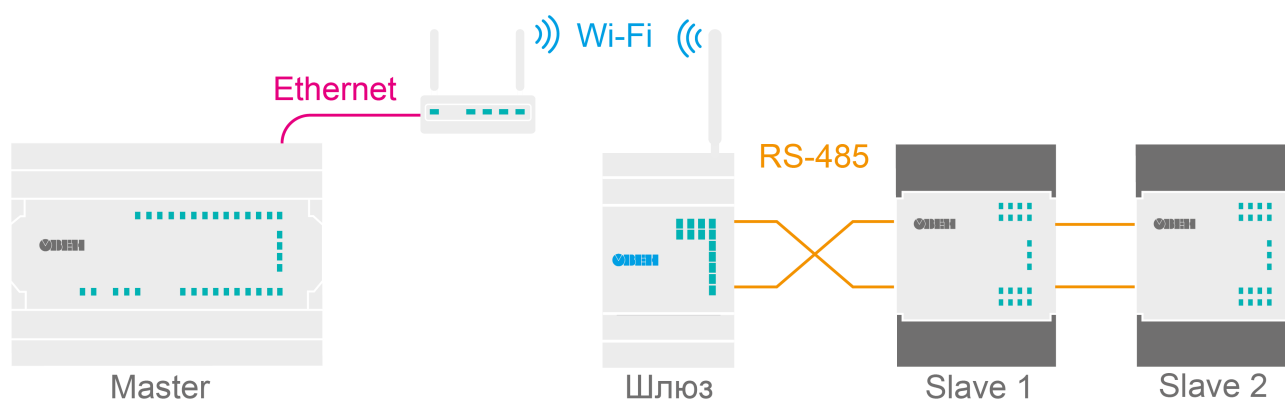 Wi-Fi
Ethernet
RS-485
ОВЕН
ОВЕН
ОВЕН
ОВЕН
Master
Шлюз
Slave 1
Slave 2